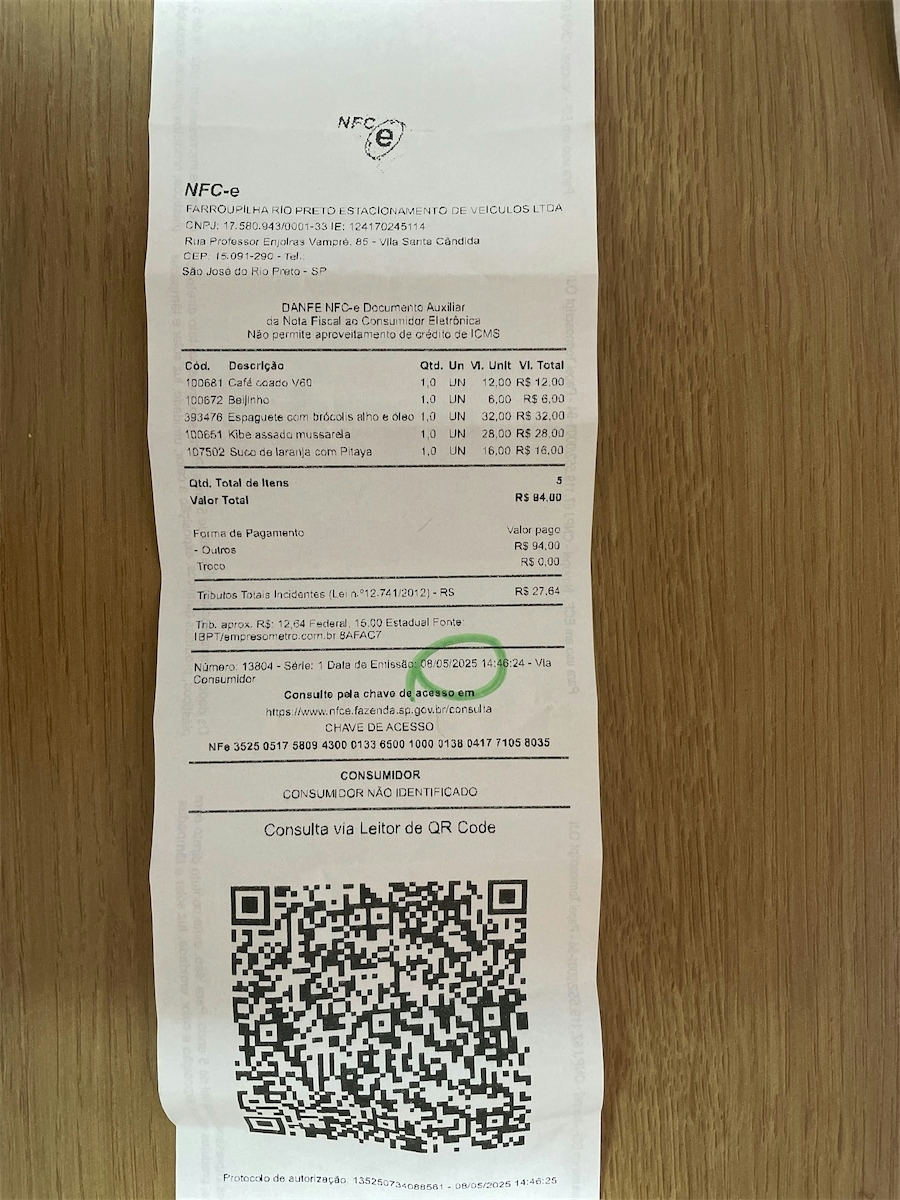 NFC
e
NFC-e
FARROUPILHA RIO PRETO ESTACIONAMENTO DE VEICULOS LTDA
CNPJ: 17.580.943/0001-33 IE: 124170245114
Rua Professor Enjolras Vampré, 85 - Vila Santa Cândida
CEP: 15.091-290 - Tel.:
São José do Rio Preto - SP
DANFE NFC-e Documento Auxiliar
da Nota Fiscal ao Consumidor Eletrônica
Não permite aproveitamento de crédito de ICMS
Cód. Descrição Qtd. Un Vl. Unit Vl. Total
100681 Café coado V60 1,0 UN 12,00 R$ 12,00
100672 Beijinho 1,0 UN 6,00 R$ 6,00
393476 Espaguete com brócolis alho e óleo 1,0 UN 32,00 R$ 32,00
100651 Kibe assado mussarela 1,0 UN 28,00 R$ 28,00
107502 Suco de laranja com Pitaya 1,0 UN 16,00 R$ 16,00
Qtd. Total de Itens 5
Valor Total R$ 94,00
Forma de Pagamento Valor pago
- Outros R$ 94,00
Troco R$ 0,00
Tributos Totais Incidentes (Lei n.º12.741/2012) - RS R$ 27,64
Trib. aprox. R$: 12,64 Federal, 15,00 Estadual Fonte:
IBPT/empresometro.com.br 8AFAC7
Número: 13804 - Série: 1 Data de Emissão: 08/05/2025 14:46:24 - Via
Consumidor
Consulte pela chave de acesso em
https://www.nfce.fazenda.sp.gov.br/consulta
CHAVE DE ACESSO
NFe 3525 0517 5809 4300 0133 6500 1000 0138 0417 7105 8035
CONSUMIDOR
CONSUMIDOR NÃO IDENTIFICADO
Consulta via Leitor de QR Code
Protocolo de autorização: 135250734088561 - 08/05/2025 14:46:25